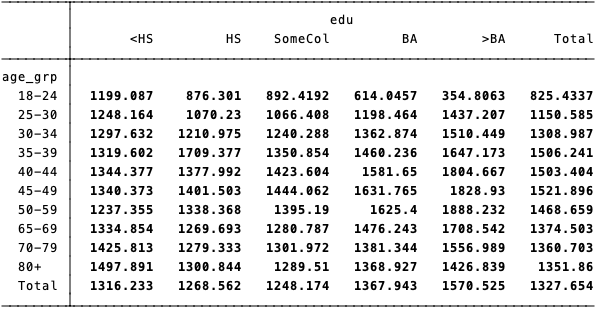 edu
<HS HS SomeCol BA >BA Total
age_grp
18-24 1199.087 876.301 892.4192 614.0457 354.8063 825.4337
25-30 1248.164 1070.23 1066.408 1198.464 1437.207 1150.585
30-34 1297.632 1210.975 1240.288 1362.874 1510.449 1308.987
35-39 1319.602 1709.377 1350.854 1460.236 1647.173 1506.241
40-44 1344.377 1377.992 1423.604 1581.65 1804.667 1503.404
45-49 1340.373 1401.503 1444.062 1631.765 1828.93 1521.896
50-59 1237.355 1338.368 1395.19 1625.4 1888.232 1468.659
65-69 1334.854 1269.693 1280.787 1476.243 1708.542 1374.503
70-79 1425.813 1279.333 1301.972 1381.344 1556.989 1360.703
80+ 1497.891 1300.844 1289.51 1368.927 1426.839 1351.86
Total 1316.233 1268.562 1248.174 1367.943 1570.525 1327.654